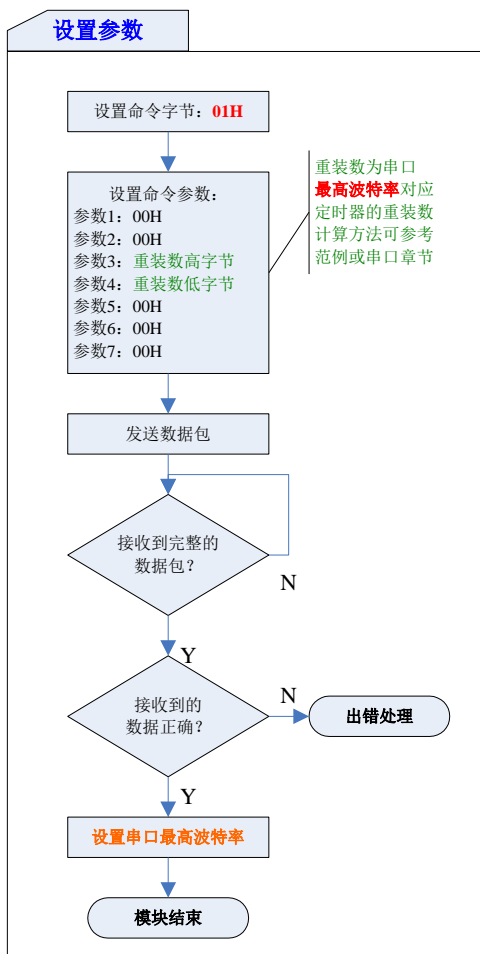 设置参数
设置命令字节：01H
设置命令参数：
参数1：00H
参数2：00H
参数3：重装数高字节
参数4：重装数低字节
参数5：00H
参数6：00H
参数7：00H
重装数为串口
最高波特率对应
定时器的重装数
计算方法可参考
范例或串口章节
发送数据包
接收到完整的
数据包？
N
Y
接收到的
数据正确？
N
出错处理
Y
设置串口最高波特率
模块结束